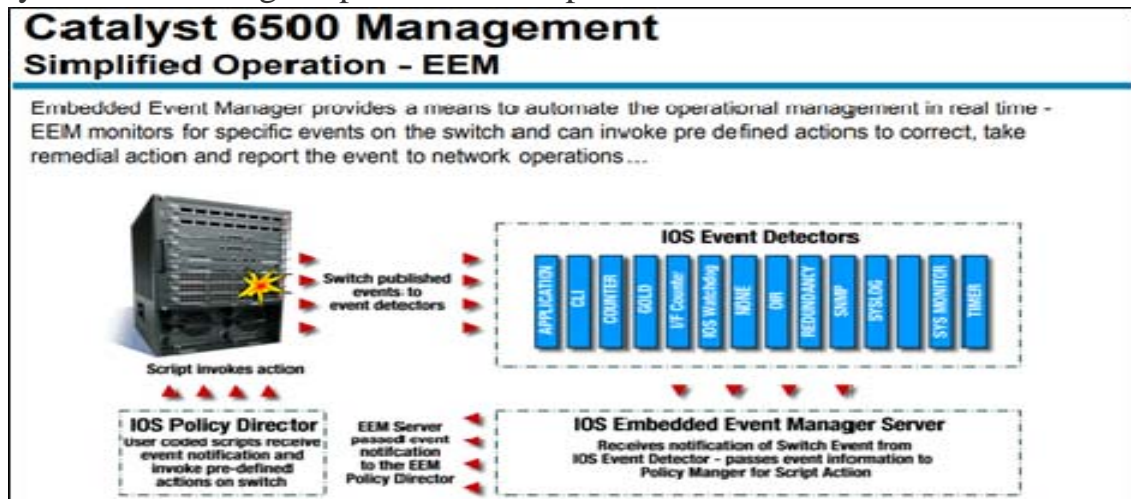 Catalyst 6500 Management
Simplified Operation - EEM
Embedded Event Manager provides a means to automate the operational management in real time -
EEM monitors for specific events on the switch and can invoke pre defined actions to correct, take
remedial action and report the event to network operations...
IOS Event Detectors
APPLICATION
CLI
COUNTER
GOLD
I/F Counter
IOS Watchdog
NONE
OIR
REDUNDANCY
SNMP
SYSLOG
SYS MONITOR
TIMER
Switch published
events to
event detectors
Script invokes action
IOS Policy Director
User coded scripts receive
event notification and
invoke pre-defined
actions on switch
EEM Server
passed event
notification
to the EEM
Policy Director
IOS Embedded Event Manager Server
Receives notification of Switch Event from
IOS Event Detector - passes event information to
Policy Manger for Script Action